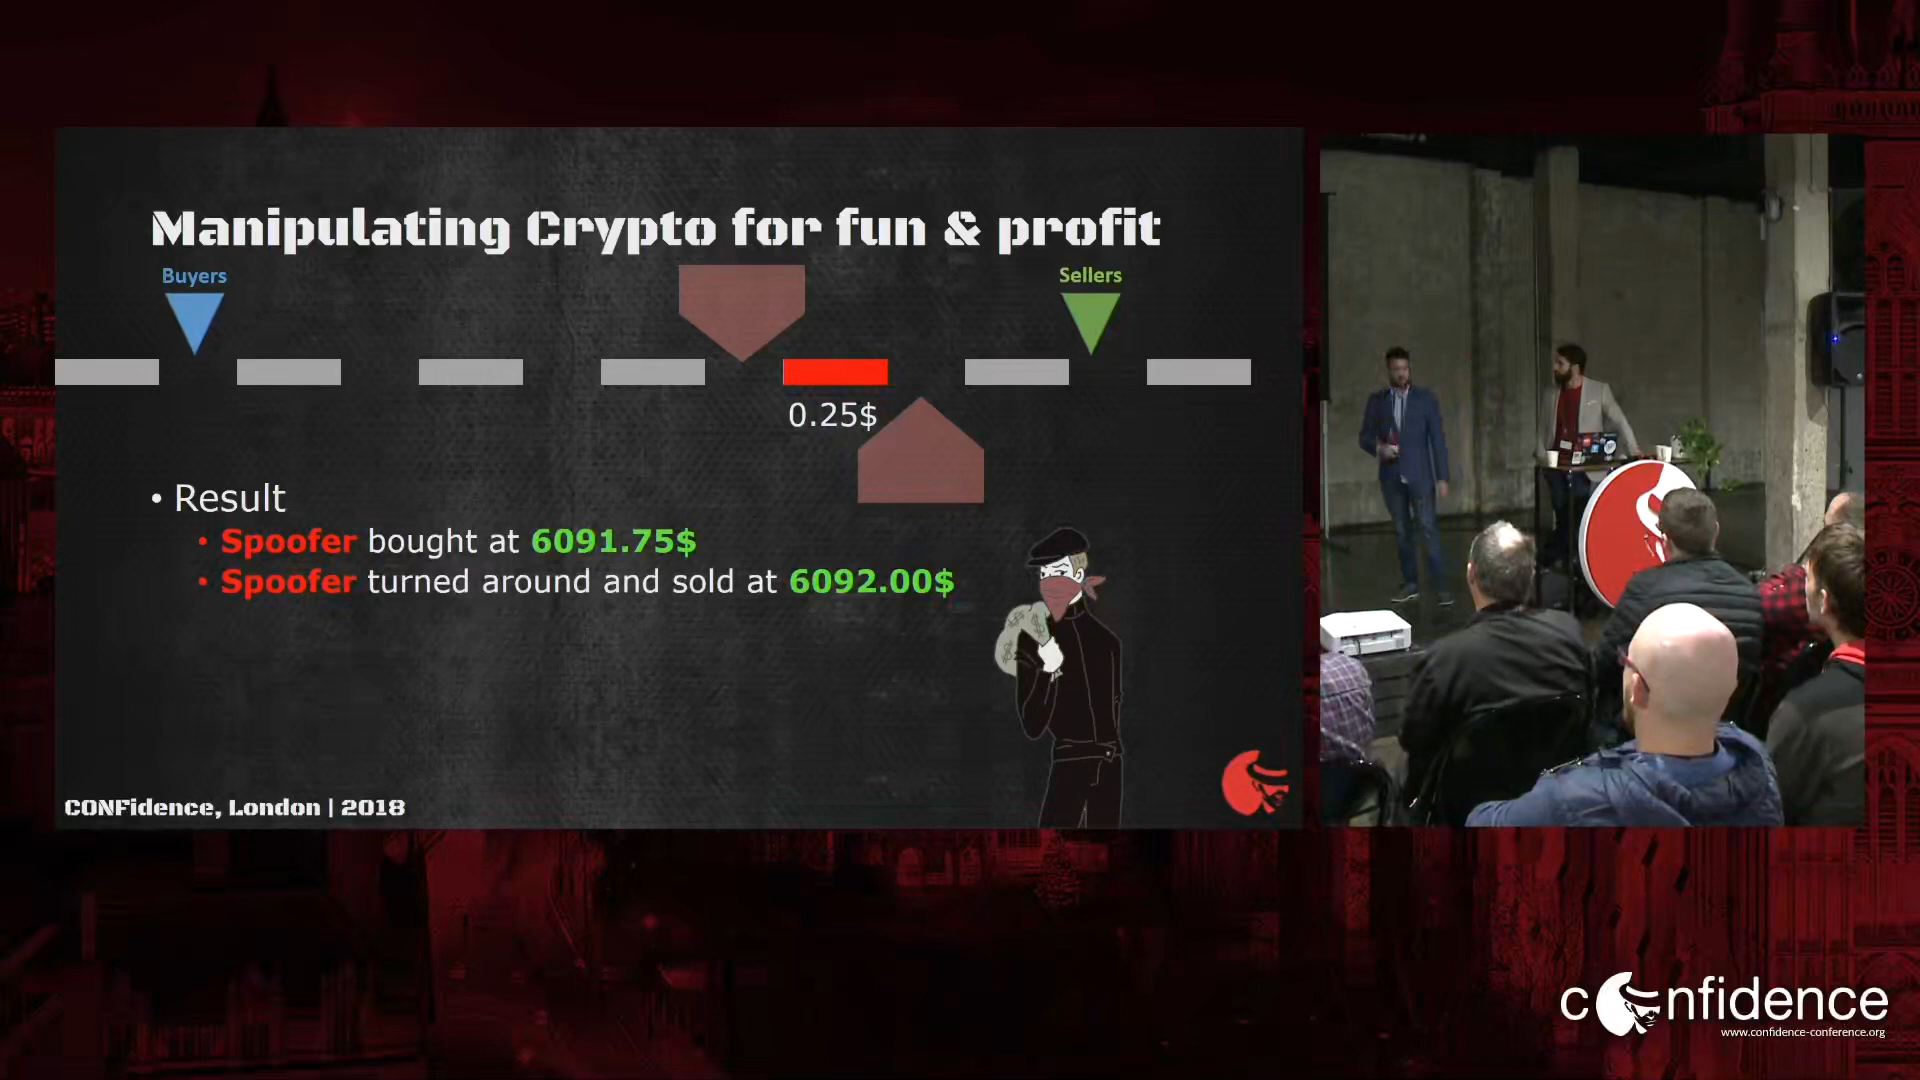 Manipulating Crypto for fun & profit
Buyers
Sellers
0.25$
• Result
• Spoofer bought at 6091.75$
• Spoofer turned around and sold at 6092.00$
CONFidence, London | 2018
confidence
www.confidence-conference.org